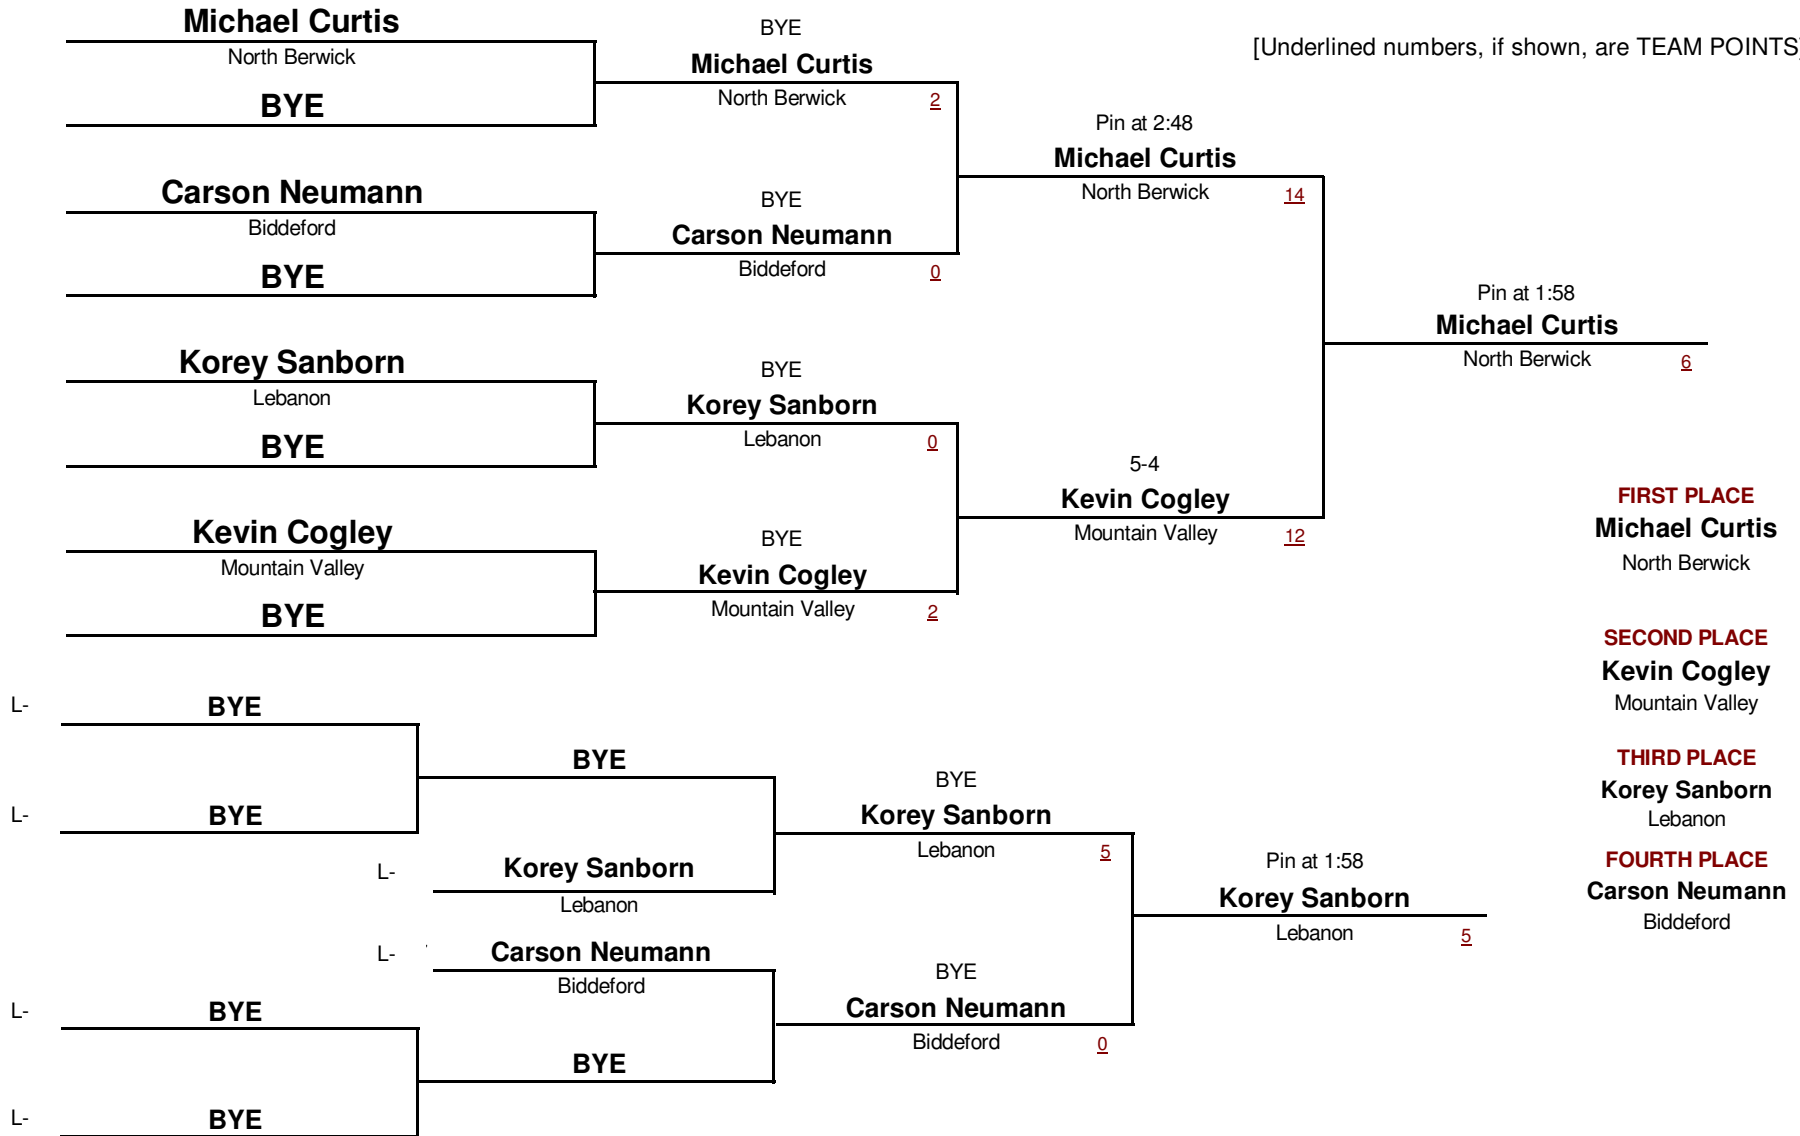 Michael Curtis
North Berwick
BYE
Carson Neumann
Biddeford
BYE
Korey Sanborn
Lebanon
BYE
Kevin Cogley
Mountain Valley
BYE
BYE
Michael Curtis
North Berwick 2
BYE
Carson Neumann
Biddeford 0
BYE
Korey Sanborn
Lebanon 0
BYE
Kevin Cogley
Mountain Valley 2
[Underlined numbers, if shown, are TEAM POINTS]
Pin at 2:48
Michael Curtis
North Berwick 14
5-4
Kevin Cogley
Mountain Valley 12
Pin at 1:58
Michael Curtis
North Berwick 6
FIRST PLACE
Michael Curtis
North Berwick
SECOND PLACE
Kevin Cogley
Mountain Valley
THIRD PLACE
Korey Sanborn
Lebanon
FOURTH PLACE
Carson Neumann
Biddeford
L- BYE
L- BYE
L- BYE
L- BYE
BYE
L- Korey Sanborn
Lebanon
L- Carson Neumann
Biddeford
BYE
BYE
Korey Sanborn
Lebanon 5
BYE
Carson Neumann
Biddeford 0
Pin at 1:58
Korey Sanborn
Lebanon 5